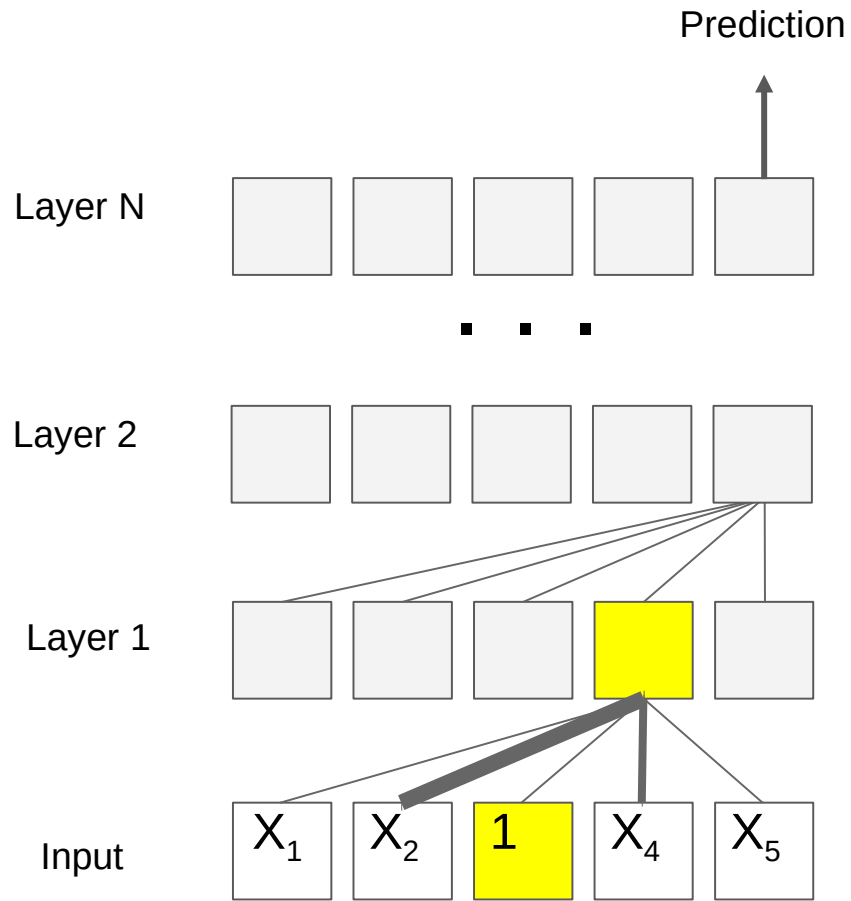 Prediction
Layer N
. . .
Layer 2
Layer 1
Input X₁ X₂ 1 X₄ X₅